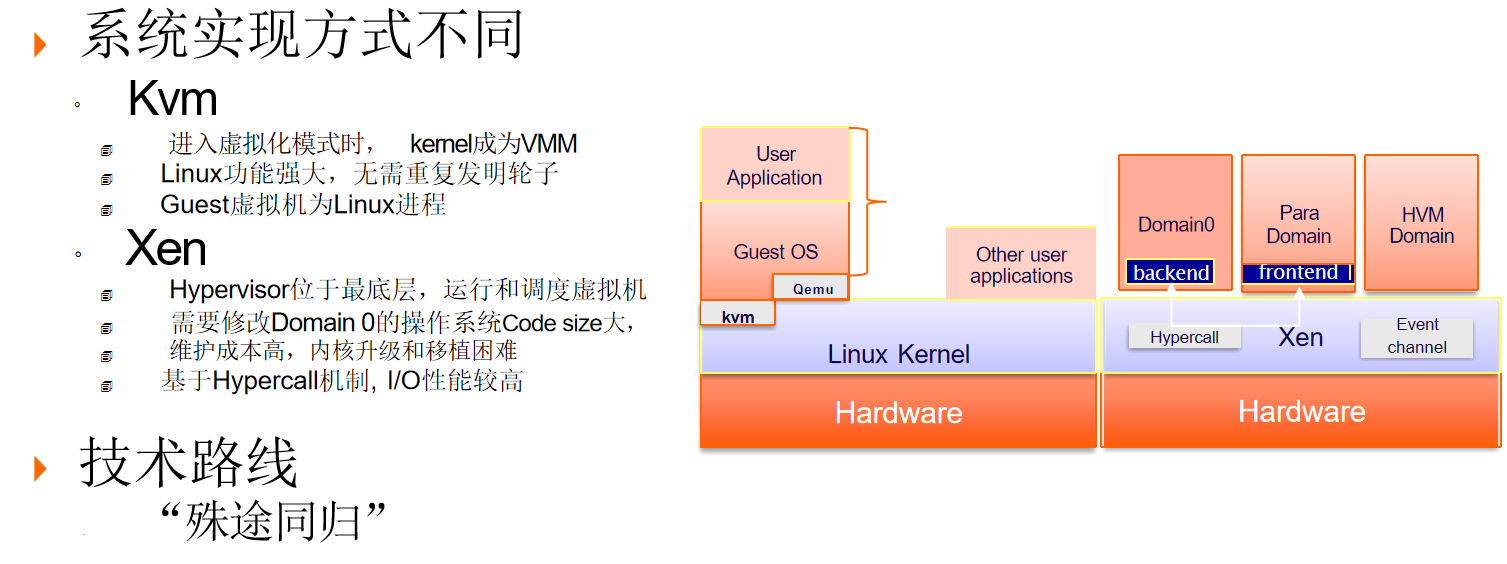 系统实现方式不同
Kvm
进入虚拟化模式时， kernel成为VMM
Linux功能强大，无需重复发明轮子
Guest虚拟机为Linux进程
Xen
Hypervisor位于最底层，运行和调度虚拟机
需要修改Domain 0的操作系统Code size大，
维护成本高，内核升级和移植困难
基于Hypercall机制, I/O性能较高
技术路线
“殊途同归”
User
Application
Guest OS
Qemu
kvm
Other user
applications
Linux Kernel
Hardware
Domain0
backend
Para
Domain
frontend
HVM
Domain
Hypercall
Xen
Event
channel
Hardware